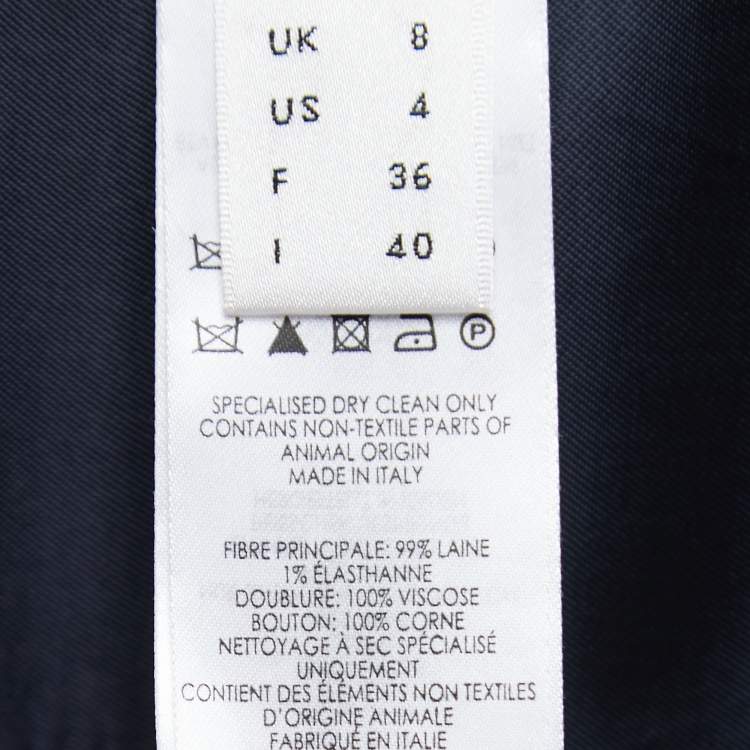 UK 8
US 4
F 36
I 40
P
SPECIALISED DRY CLEAN ONLY
CONTAINS NON-TEXTILE PARTS OF
ANIMAL ORIGIN
MADE IN ITALY
FIBRE PRINCIPALE: 99% LAINE
1% ÉLASTHANNE
DOUBLURE: 100% VISCOSE
BOUTON: 100% CORNE
NETTOYAGE À SEC SPÉCIALISÉ
UNIQUEMENT
CONTIENT DES ÉLÉMENTS NON TEXTILES
D'ORIGINE ANIMALE
FABRIQUÉ EN ITALIE